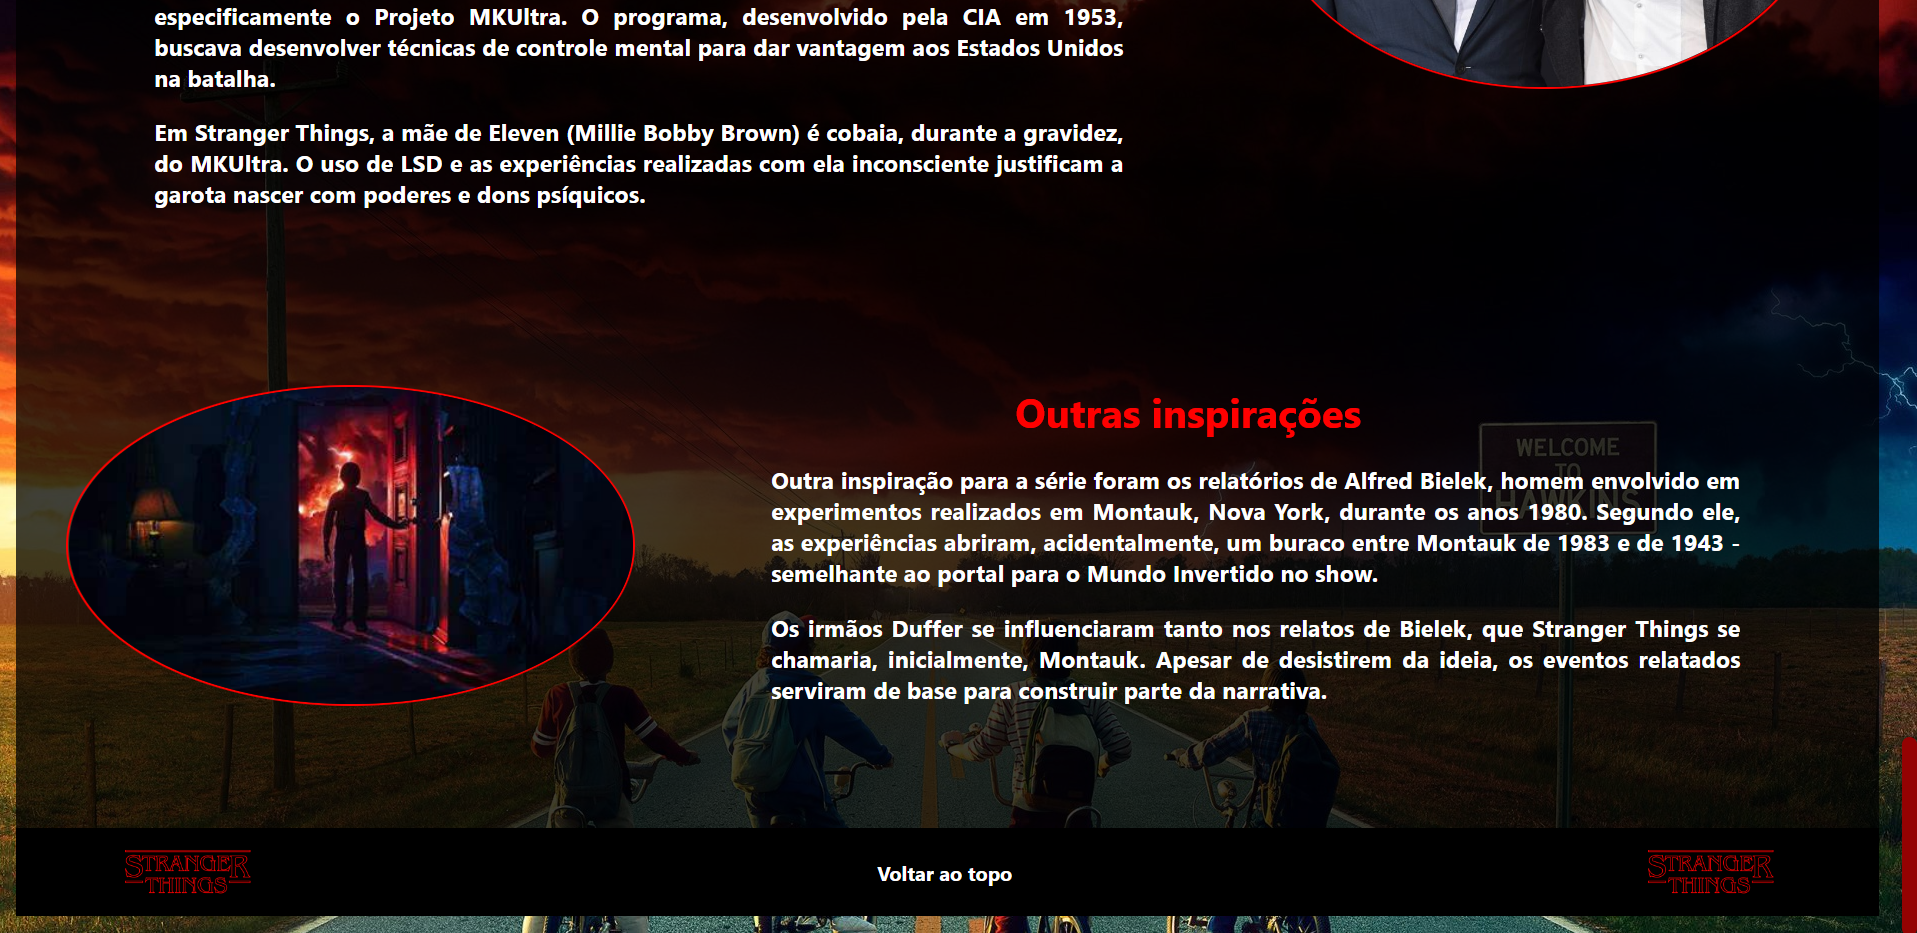 especificamente o Projeto MKUltra. O programa, desenvolvido pela CIA em 1953,
buscava desenvolver técnicas de controle mental para dar vantagem aos Estados Unidos
na batalha.
Em Stranger Things, a mãe de Eleven (Millie Bobby Brown) é cobaia, durante a gravidez,
do MKUltra. O uso de LSD e as experiências realizadas com ela inconsciente justificam a
garota nascer com poderes e dons psíquicos.
Outras inspirações
WELCOME
TO
HAWKINS
Outra inspiração para a série foram os relatórios de Alfred Bielek, homem envolvido em
experimentos realizados em Montauk, Nova York, durante os anos 1980. Segundo ele,
as experiências abriram, acidentalmente, um buraco entre Montauk de 1983 e de 1943 -
semelhante ao portal para o Mundo Invertido no show.
Os irmãos Duffer se influenciaram tanto nos relatos de Bielek, que Stranger Things se
chamaria, inicialmente, Montauk. Apesar de desistirem da ideia, os eventos relatados
serviram de base para construir parte da narrativa.
STRANGER
THINGS
Voltar ao topo
STRANGER
THINGS